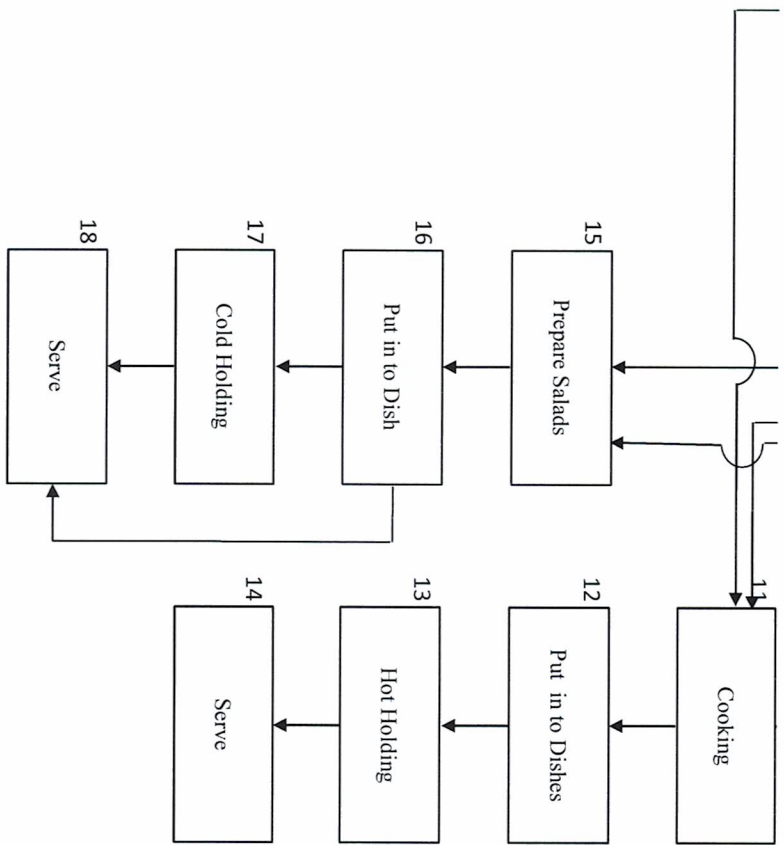 11
Cooking
12
Put in to Dishes
13
Hot Holding
14
Serve
15
Prepare Salads
16
Put in to Dish
17
Cold Holding
18
Serve